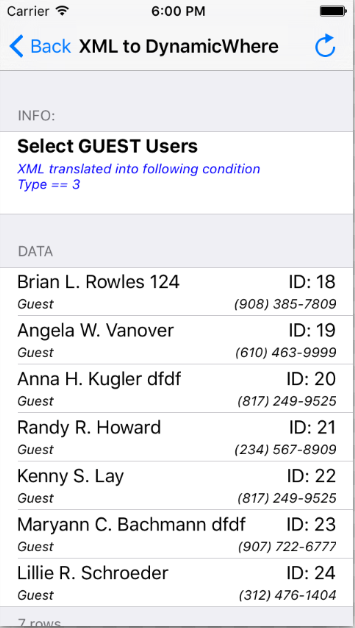 Carrier 6:00 PM
Back XML to DynamicWhere
INFO:
Select GUEST Users
XML translated into following condition
Type == 3
DATA
Brian L. Rowles 124 ID: 18
Guest (908) 385-7809
Angela W. Vanover ID: 19
Guest (610) 463-9999
Anna H. Kugler dfdf ID: 20
Guest (817) 249-9525
Randy R. Howard ID: 21
Guest (234) 567-8909
Kenny S. Lay ID: 22
Guest (817) 249-9525
Maryann C. Bachmann dfdf ID: 23
Guest (907) 722-6777
Lillie R. Schroeder ID: 24
Guest (312) 476-1404
7 rows